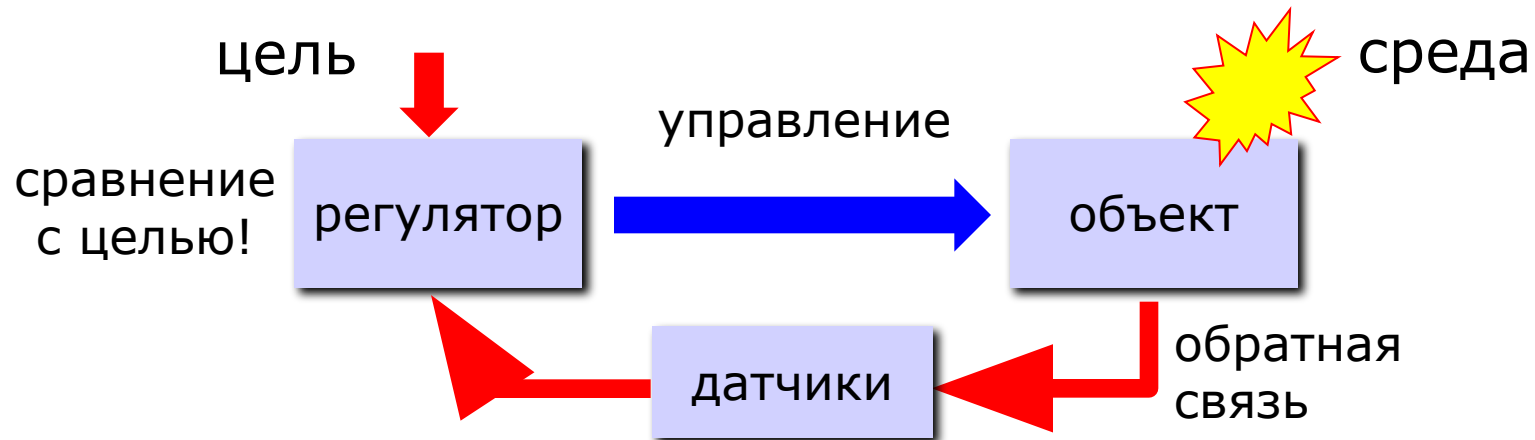 цель
среда
управление
сравнение
с целью!
регулятор
объект
датчики
обратная
связь